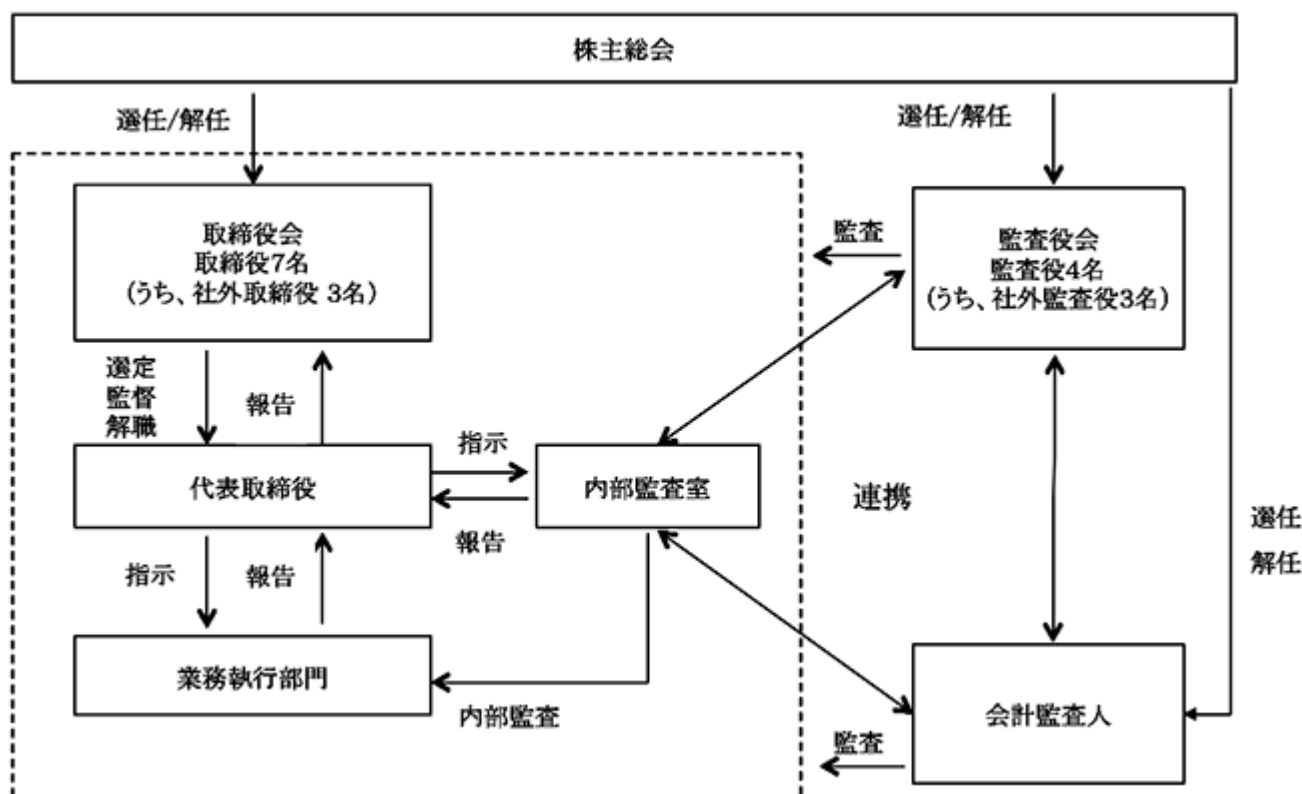 株主総会
選任/解任
選任/解任
取締役会
取締役7名
(うち、社外取締役 3名)
監査
監査役会
監査役4名
(うち、社外監査役3名)
選定
監督
解職
報告
指示
代表取締役
内部監査室
連携
報告
選任
解任
指示
報告
業務執行部門
内部監査
会計監査人
監査